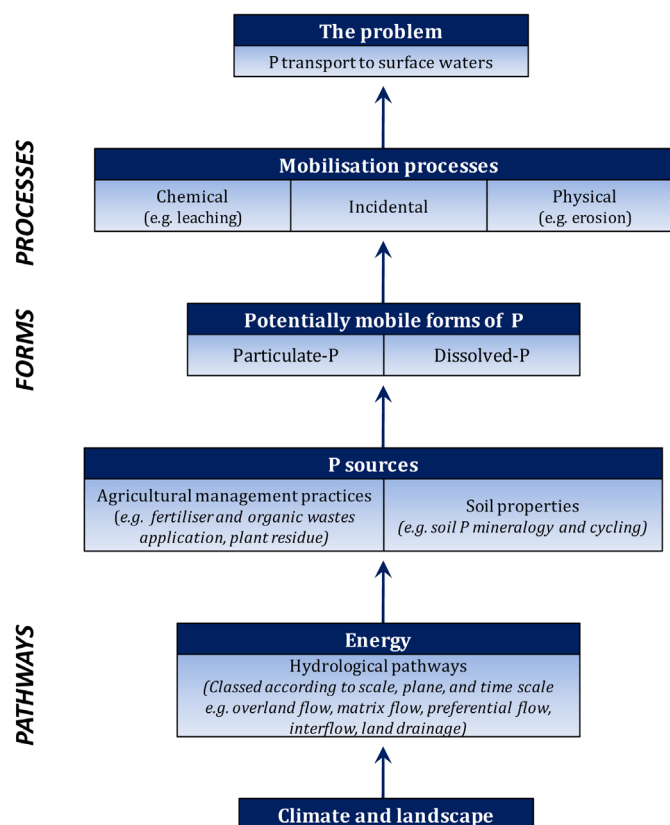 The problem
P transport to surface waters
PROCESSES
Mobilisation processes
Chemical
(e.g. leaching)
Incidental
Physical
(e.g. erosion)
FORMS
Potentially mobile forms of P
Particulate-P
Dissolved-P
P sources
Agricultural management practices
(e.g. fertiliser and organic wastes
application, plant residue)
Soil properties
(e.g. soil P mineralogy and cycling)
PATHWAYS
Energy
Hydrological pathways
(Classed according to scale, plane, and time scale
e.g. overland flow, matrix flow, preferential flow,
interflow, land drainage)
Climate and landscape